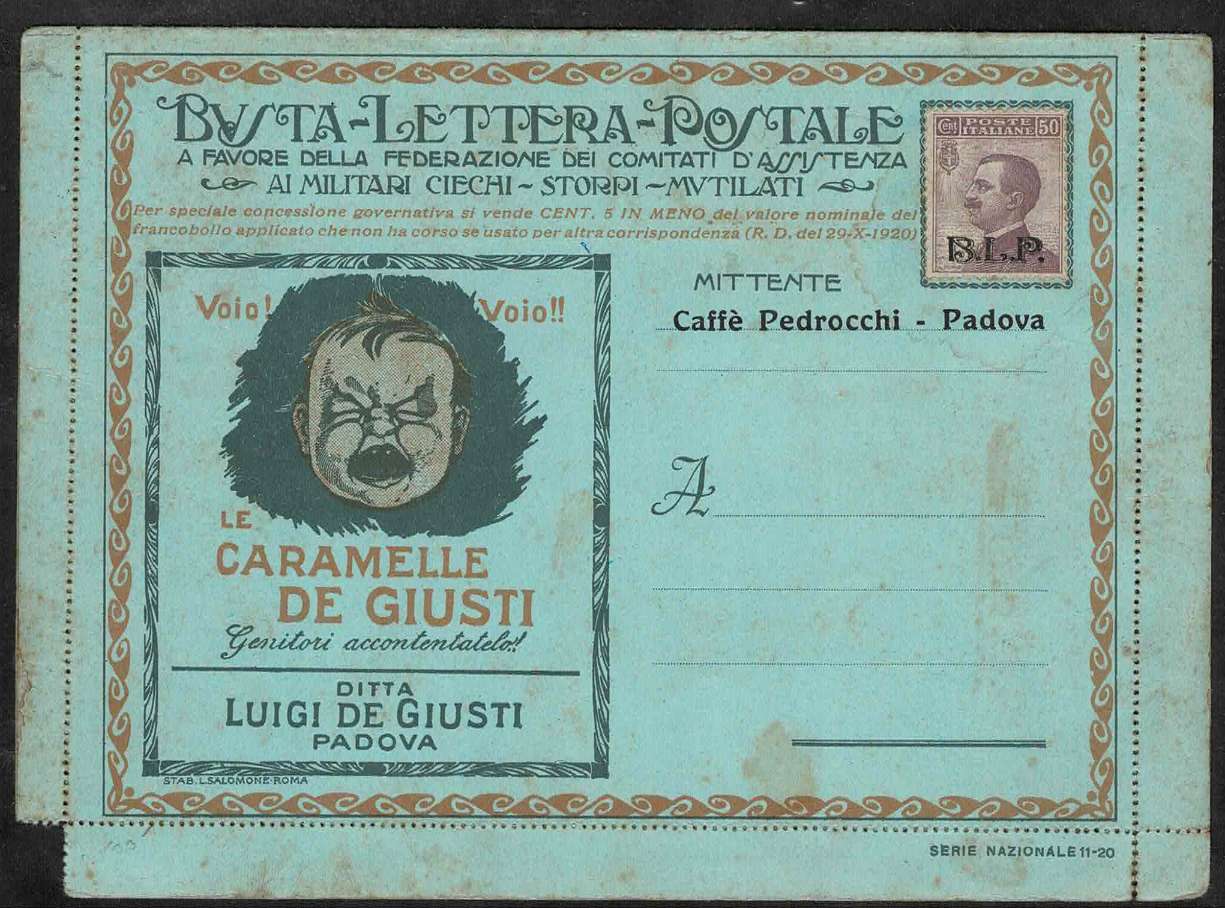 BUSTA-LETTERA-POSTALE
A FAVORE DELLA FEDERAZIONE DEI COMITATI D'ASSISTENZA
AI MILITARI CIECHI ~ STORPI ~ MVTILATI
Per speciale concessione governativa si vende CENT. 5 IN MENO del valore nominale del
francobollo applicato che non ha corso se usato per altra corrispondenza (R. D. del 29-X-1920)
Cent POSTE ITALIANE 50
B.L.P.
MITTENTE
Caffè Pedrocchi - Padova
A
Voio! Voio!!
LE
CARAMELLE
DE GIUSTI
Genitori accontentatelo!!
DITTA
LUIGI DE GIUSTI
PADOVA
STAB. L. SALOMONE-ROMA
SERIE NAZIONALE 11-20